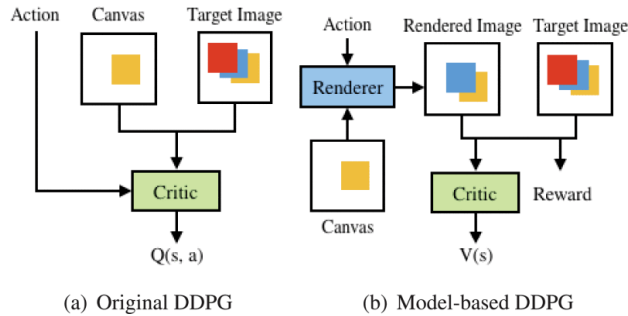 Action
Canvas
Target Image
Critic
Q(s, a)
(a) Original DDPG
Action
Rendered Image
Target Image
Renderer
Canvas
Critic
Reward
V(s)
(b) Model-based DDPG